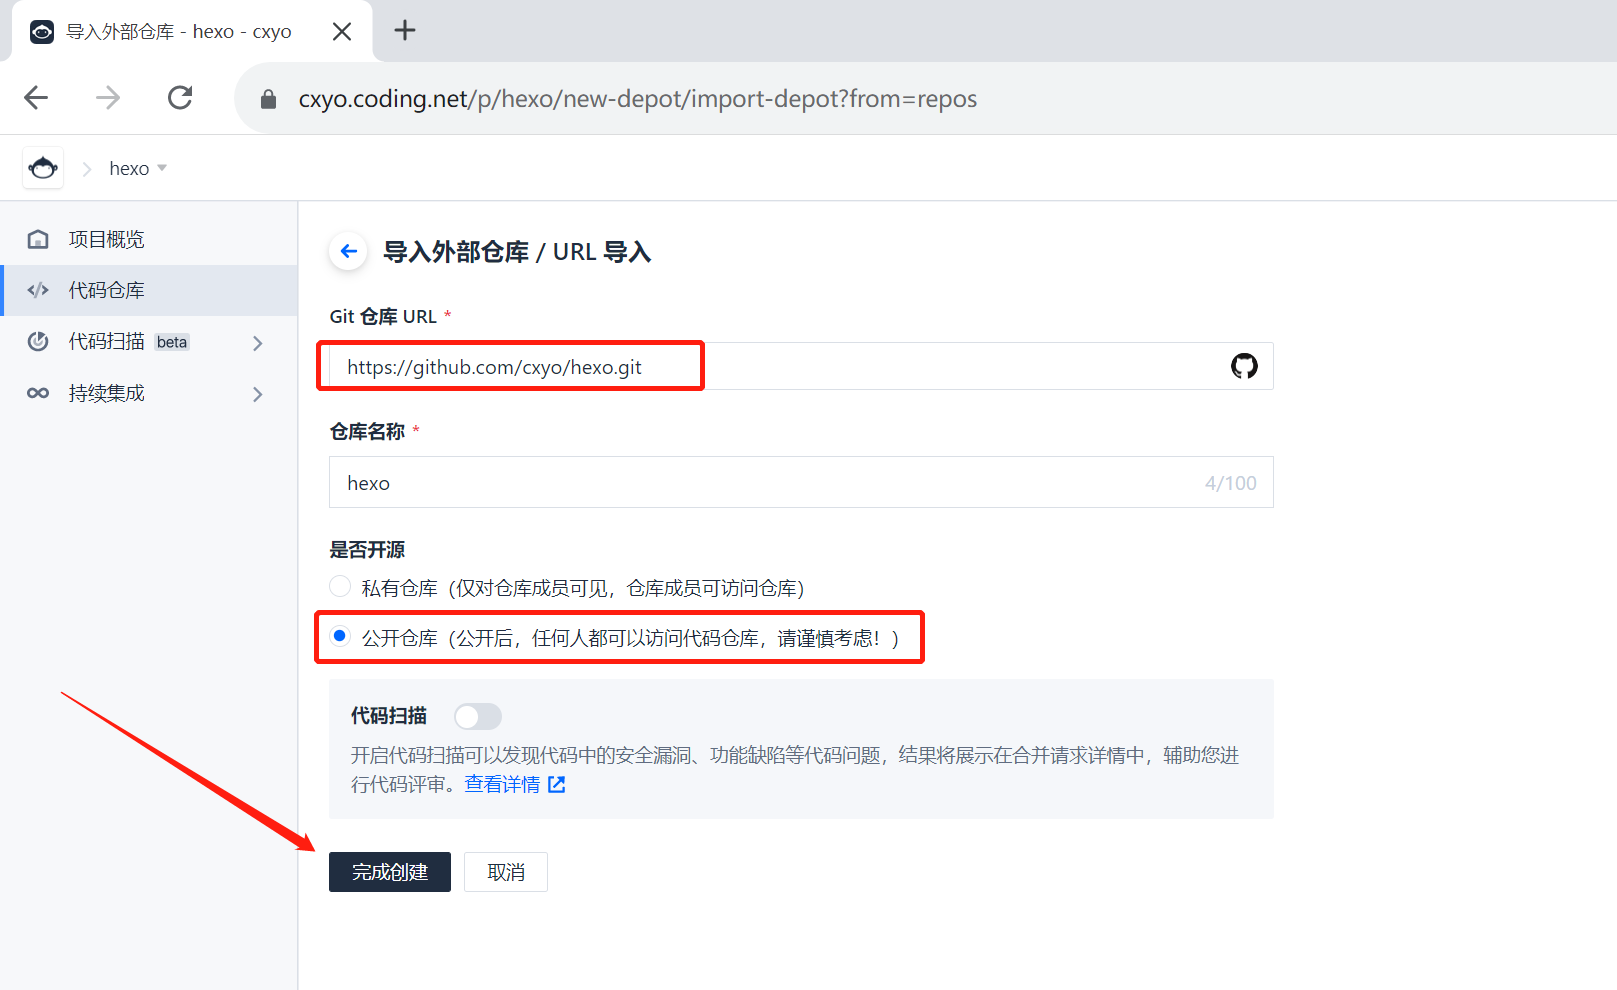 导入外部仓库 - hexo - cxyo
cxyo.coding.net/p/hexo/new-depot/import-depot?from=repos
hexo
项目概览
代码仓库
代码扫描 beta
持续集成
导入外部仓库 / URL 导入
Git 仓库 URL *
https://github.com/cxyo/hexo.git
仓库名称 *
hexo 4/100
是否开源
私有仓库（仅对仓库成员可见，仓库成员可访问仓库）
公开仓库（公开后，任何人都可以访问代码仓库，请谨慎考虑！）
代码扫描
开启代码扫描可以发现代码中的安全漏洞、功能缺陷等代码问题，结果将展示在合并请求详情中，辅助您进
行代码评审。查看详情
完成创建 取消